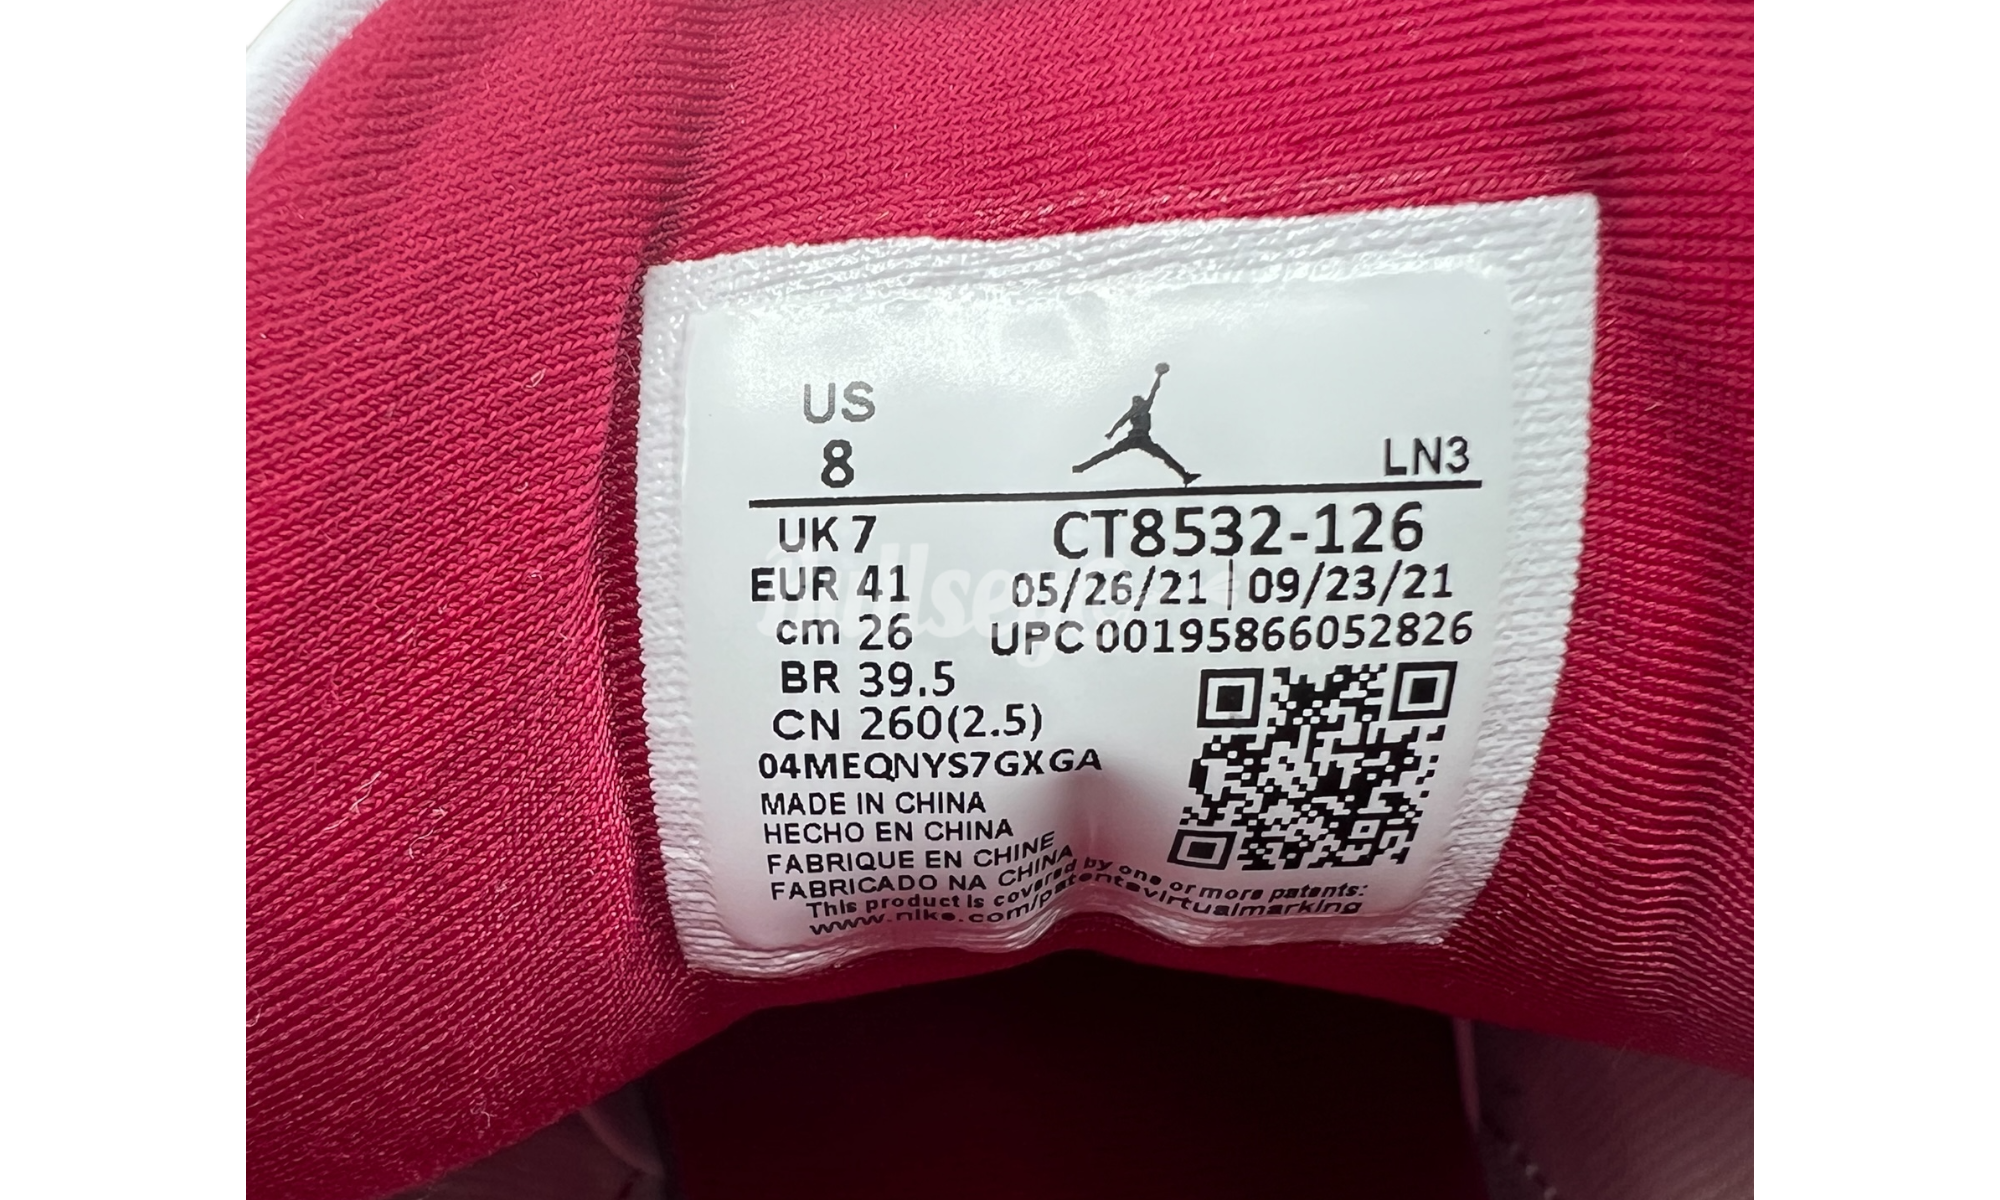 US
8
LN3
UK 7
CT8532-126
EUR 41
05/26/21 | 09/23/21
cm 26
UPC 00195866052826
BR 39.5
CN 260(2.5)
04MEQNYS7GXGA
MADE IN CHINA
HECHO EN CHINA
FABRIQUE EN CHINE
FABRICADO NA CHINA
This product is covered by one or more patents:
www.nike.com/patentsvirtualmarking